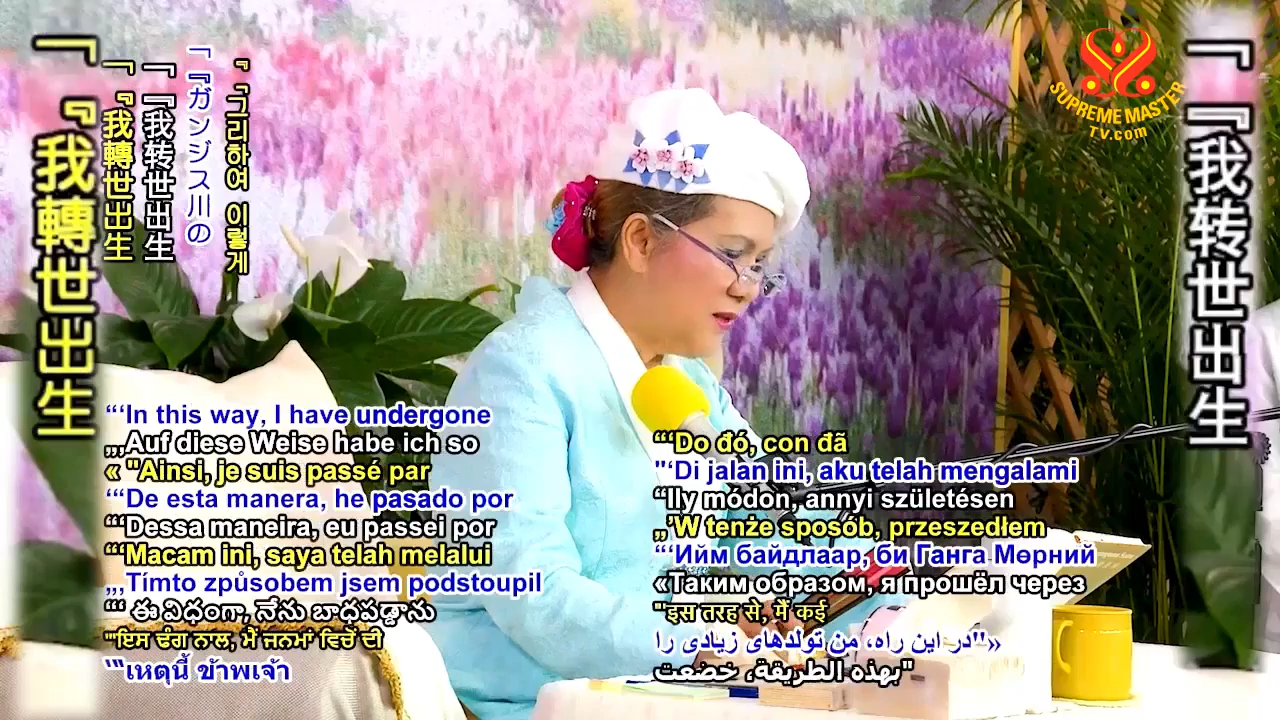 「『我轉世出生
「『我轉世出生
「『我转世出生
「『ガンジス川の
『「그리하여 이렇게
SUPREME MASTER
TV.com
「『我转世出生
“‘In this way, I have undergone
„‚Auf diese Weise habe ich so
« "Ainsi, je suis passé par
“‘De esta manera, he pasado por
“‘Dessa maneira, eu passei por
“‘Macam ini, saya telah melalui
„‚Tímto způsobem jsem podstoupil
“‘ ఈ విధంగా, నేను బాధపడ్డాను
"'ਇਸ ਢੰਗ ਨਾਲ, ਮੈਂ ਜਨਮਾਂ ਵਿਚੋਂ ਦੀ
“‘เหตุนี้ ข้าพเจ้า
“‘Do đó, con đã
"‘Di jalan ini, aku telah mengalami
“Ily módon, annyi születésen
„’W tenże sposób, przeszedłem
“‘Ийм байдлаар, би Ганга Мөрний
«Таким образом, я прошёл через
"'इस तरह से, मैं कई
«"در این راه، من تولدهای زیادی را
"بهذه الطريقة، خضعت